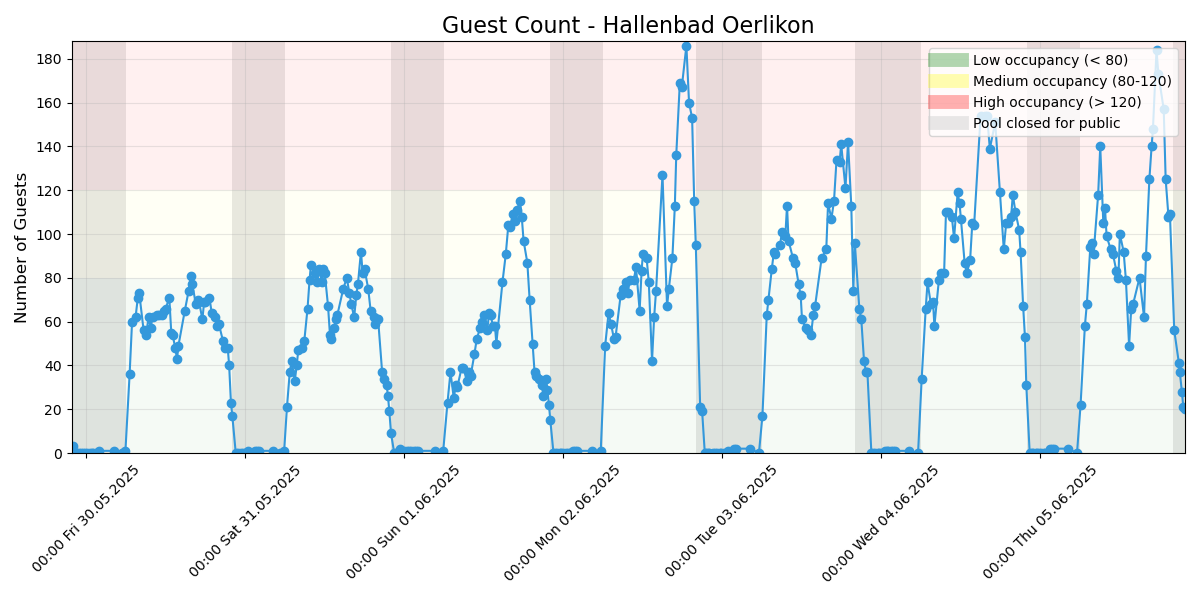 Guest Count - Hallenbad Oerlikon
Low occupancy (< 80)
Medium occupancy (80-120)
High occupancy (> 120)
Pool closed for public
Number of Guests
180
160
140
120
100
80
60
40
20
0
00:00 Fri 30.05.2025
00:00 Sat 31.05.2025
00:00 Sun 01.06.2025
00:00 Mon 02.06.2025
00:00 Tue 03.06.2025
00:00 Wed 04.06.2025
00:00 Thu 05.06.2025